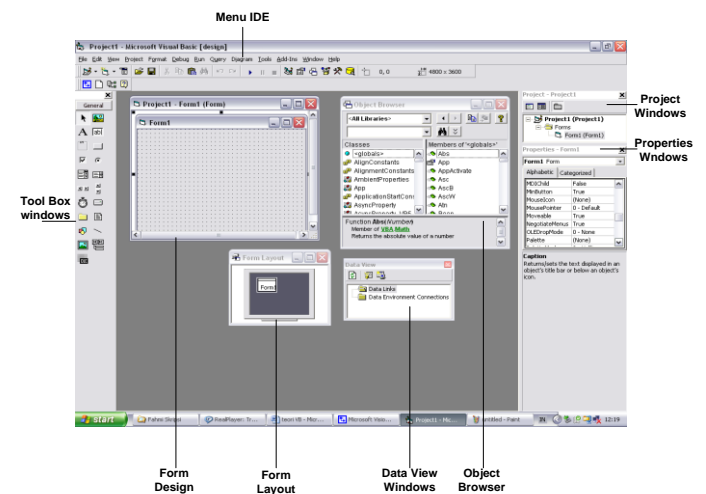 Menu IDE
Project1 - Microsoft Visual Basic [design]
File Edit View Project Format Debug Run Query Diagram Tools Add-Ins Window Help
0, 0
4800 x 3600
General
Project1 - Form1 (Form)
Form1
Object Browser
<All Libraries>
Classes
Members of '<globals>'
<globals>
AlignConstants
AlignmentConstants
AmbientProperties
App
ApplicationStartCons
AsyncProperty
Abs
App
AppActivate
Asc
AscB
AscW
Atn
Function Abs(Number)
Member of VBA.Math
Returns the absolute value of a number
Project - Project1
Project1 (Project1)
Forms
Form1 (Form1)
Project
Windows
Properties
Wndows
Properties - Form1
Form1 Form
Alphabetic Categorized
MDIChild False
MinButton True
MouseIcon (None)
MousePointer 0 - Default
Moveable True
NegotiateMenus True
OLEDropMode 0 - None
Palette (None)
Caption
Returns/sets the text displayed in an
object's title bar or below an object's
icon.
Tool Box
windows
Form Layout
Form1
Data View
Data Links
Data Environment Connections
start
Fahmi Skripsi
RealPlayer: Tr...
teori VB - Micr...
Microsoft Visio...
Project1 - Mic...
untitled - Paint
IN
12:19
Form
Design
Form
Layout
Data View
Windows
Object
Browser